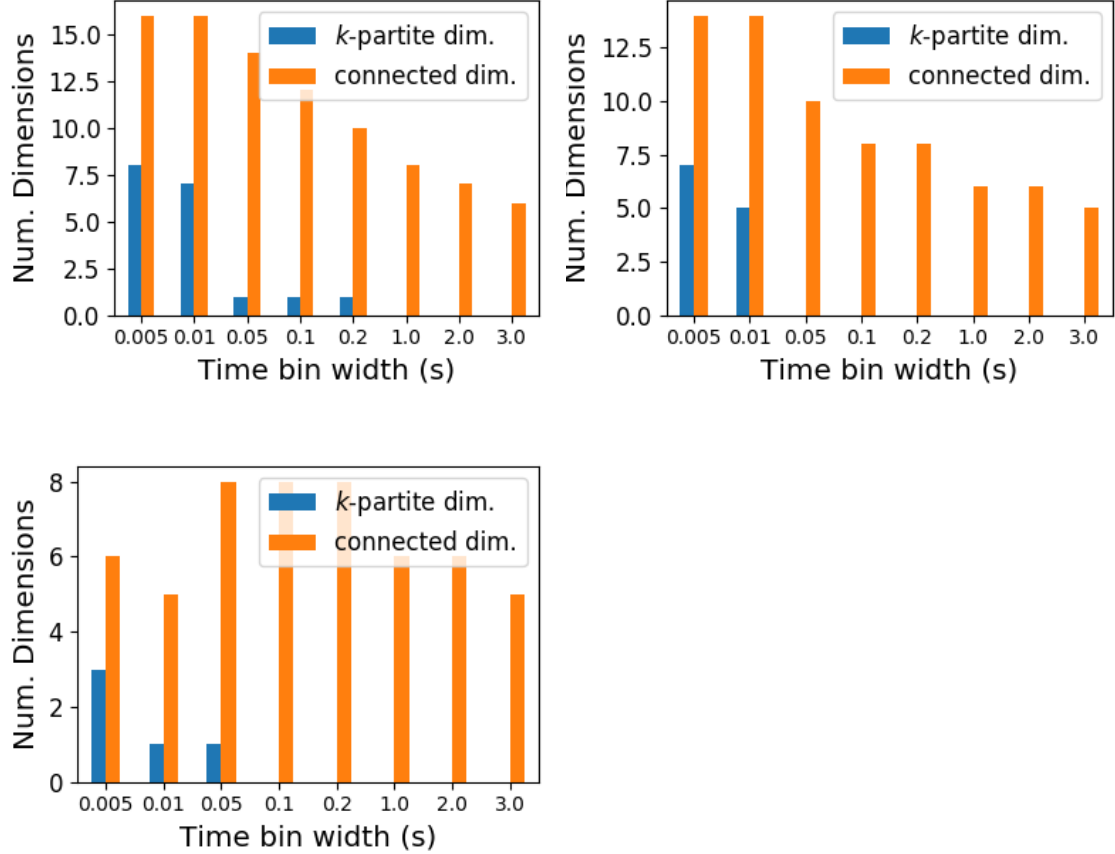 15.0
12.5
10.0
7.5
5.0
2.5
0.0
Num. Dimensions
k-partite dim.
connected dim.
0.005 0.01 0.05 0.1 0.2 1.0 2.0 3.0
Time bin width (s)
12.5
10.0
7.5
5.0
2.5
0.0
Num. Dimensions
k-partite dim.
connected dim.
0.005 0.01 0.05 0.1 0.2 1.0 2.0 3.0
Time bin width (s)
8
6
4
2
0
Num. Dimensions
k-partite dim.
connected dim.
0.005 0.01 0.05 0.1 0.2 1.0 2.0 3.0
Time bin width (s)